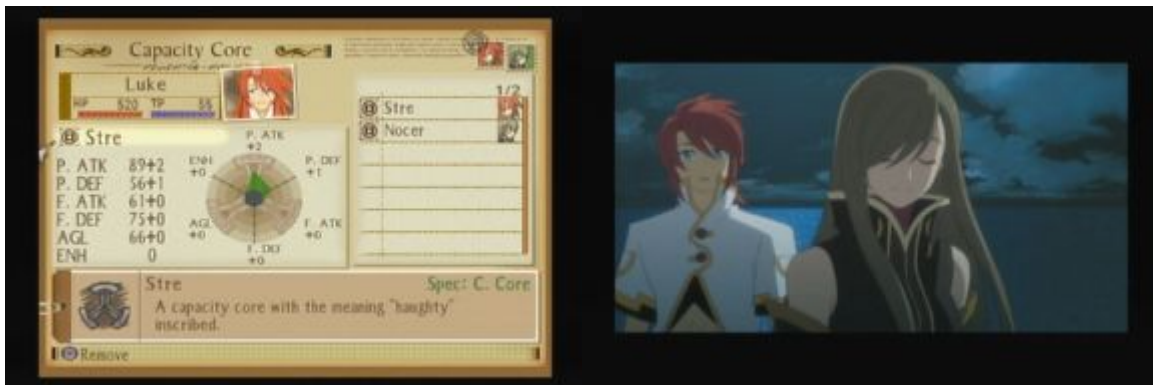 Capacity Core
Luke
HP 520 TP 55
1/2
Stre
Nocer
Stre
P. ATK 89+2
P. DEF 56+1
F. ATK 61+0
F. DEF 75+0
AGL 66+0
ENH 0
P. ATK
+2
ENH
+0
P. DEF
+1
AGL
+0
F. ATK
+0
F. DEF
+0
Stre Spec: C. Core
A capacity core with the meaning "haughty"
inscribed.
Remove